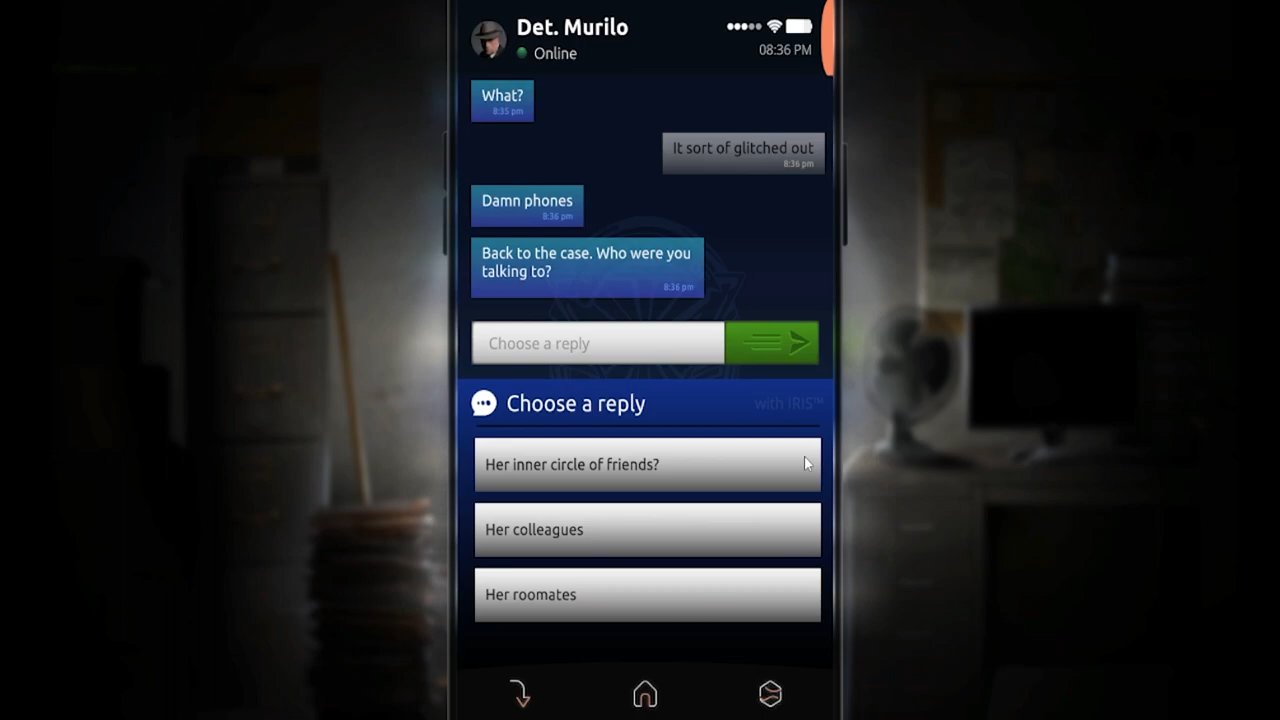 Det. Murilo
Online
08:36 PM
What?
8:35 pm
It sort of glitched out
8:36 pm
Damn phones
8:36 pm
Back to the case. Who were you
talking to?
8:36 pm
Choose a reply
Choose a reply
with IRIS™
Her inner circle of friends?
Her colleagues
Her roomates